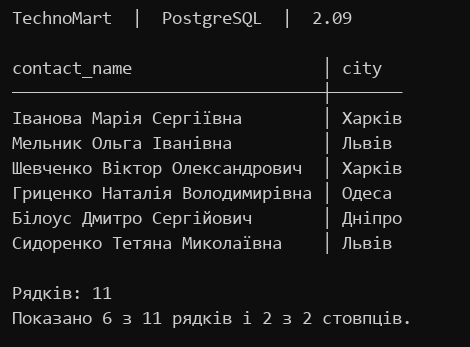 TechnoMart | PostgreSQL | 2.09
contact_name | city
Іванова Марія Сергіївна | Харків
Мельник Ольга Іванівна | Львів
Шевченко Віктор Олександрович | Харків
Гриценко Наталія Володимирівна | Одеса
Білоус Дмитро Сергійович | Дніпро
Сидоренко Тетяна Миколаївна | Львів
Рядків: 11
Показано 6 з 11 рядків і 2 з 2 стовпців.